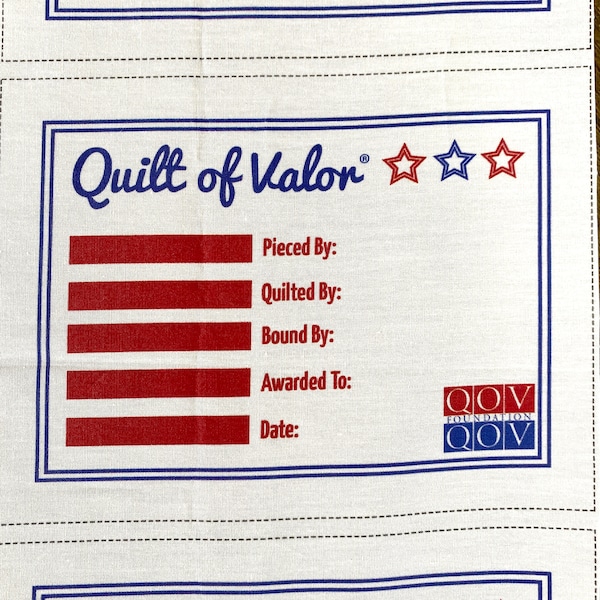 Quilt of Valor®
Pieced By:
Quilted By:
Bound By:
Awarded To:
Date:
QOV
FOUNDATION
QOV